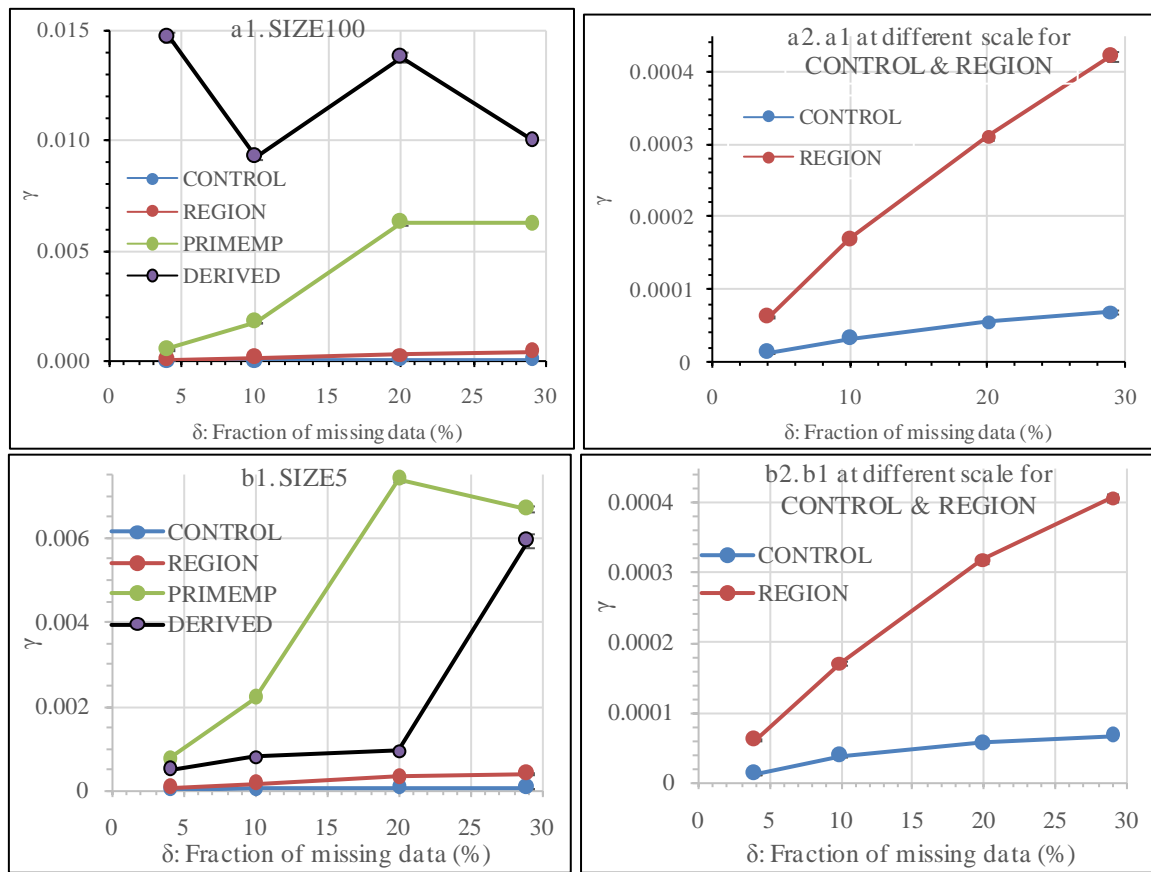 a1. SIZE100
0.015
0.010
0.005
0.000
γ
CONTROL
REGION
PRIMEMP
DERIVED
0 5 10 15 20 25 30
δ: Fraction of missing data (%)
a2. a1 at different scale for
CONTROL & REGION
0.0004
0.0003
0.0002
0.0001
0
γ
CONTROL
REGION
0 10 20 30
δ: Fraction of missing data (%)
b1. SIZE5
0.006
0.004
0.002
0
γ
CONTROL
REGION
PRIMEMP
DERIVED
0 5 10 15 20 25 30
δ: Fraction of missing data (%)
b2. b1 at different scale for
CONTROL & REGION
0.0004
0.0003
0.0002
0.0001
0
γ
CONTROL
REGION
0 5 10 15 20 25 30
δ: Fraction of missing data (%)